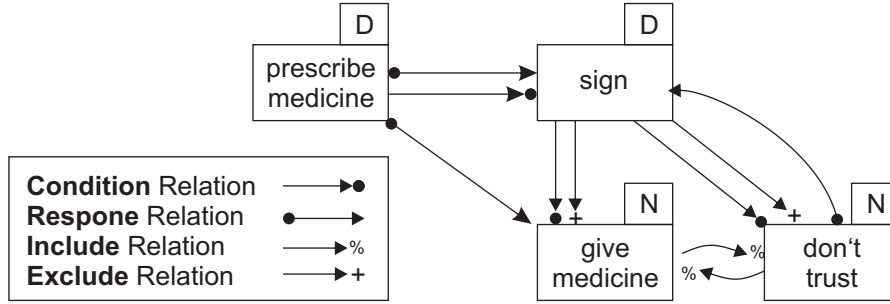 D
D
prescribe
medicine
sign
Condition Relation
Respone Relation
Include Relation
%
Exclude Relation
+
N
N
+
+
give
medicine
%
%
don't
trust